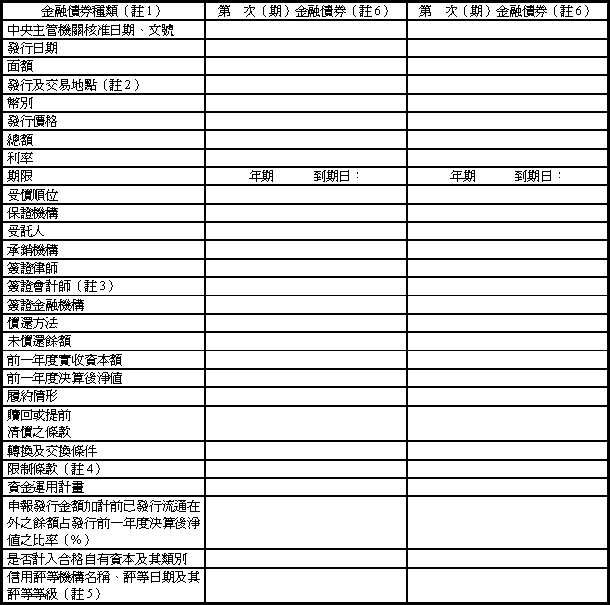 金融債券種類（註1） 第　次（期）金融債券（註6） 第　次（期）金融債券（註6）
中央主管機關核准日期、文號
發行日期
面額
發行及交易地點（註2）
幣別
發行價格
總額
利率
期限 年期　　到期日： 年期　　到期日：
受償順位
保證機構
受託人
承銷機構
簽證律師
簽證會計師（註3）
簽證金融機構
償還方法
未償還餘額
前一年度實收資本額
前一年度決算後淨值
履約情形
贖回或提前
清償之條款
轉換及交換條件
限制條款（註4）
資金運用計畫
申報發行金額加計前已發行流通在
外之餘額占發行前一年度決算後淨
值之比率（%）
是否計入合格自有資本及其類別
信用評等機構名稱、評等日期及其
評等等級（註5）